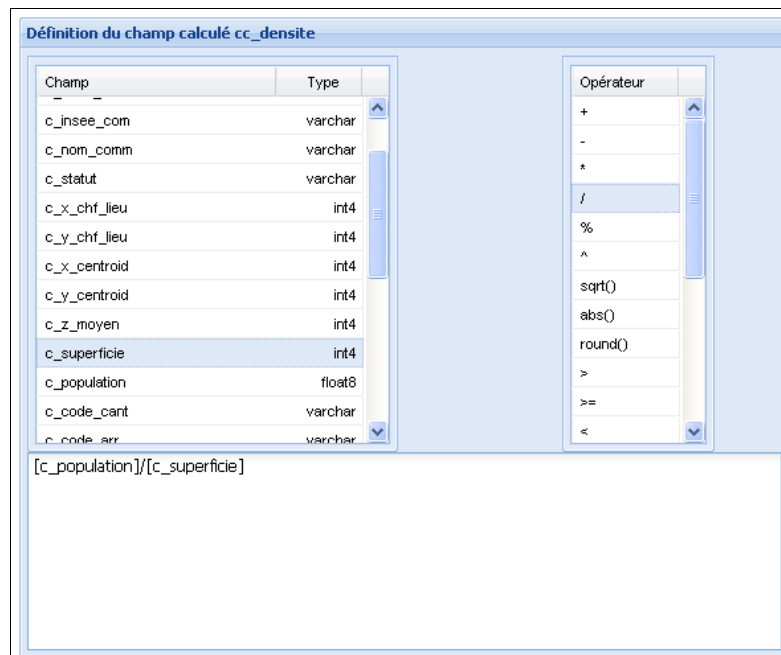 Définition du champ calculé cc_densite
Champ Type
c_insee_com varchar
c_nom_comm varchar
c_statut varchar
c_x_chf_lieu int4
c_y_chf_lieu int4
c_x_centroid int4
c_y_centroid int4
c_z_moyen int4
c_superficie int4
c_population float8
c_code_cant varchar
c_code_arr varchar
Opérateur
+
-
*
/
%
^
sqrt()
abs()
round()
>
>=
<
[c_population]/[c_superficie]